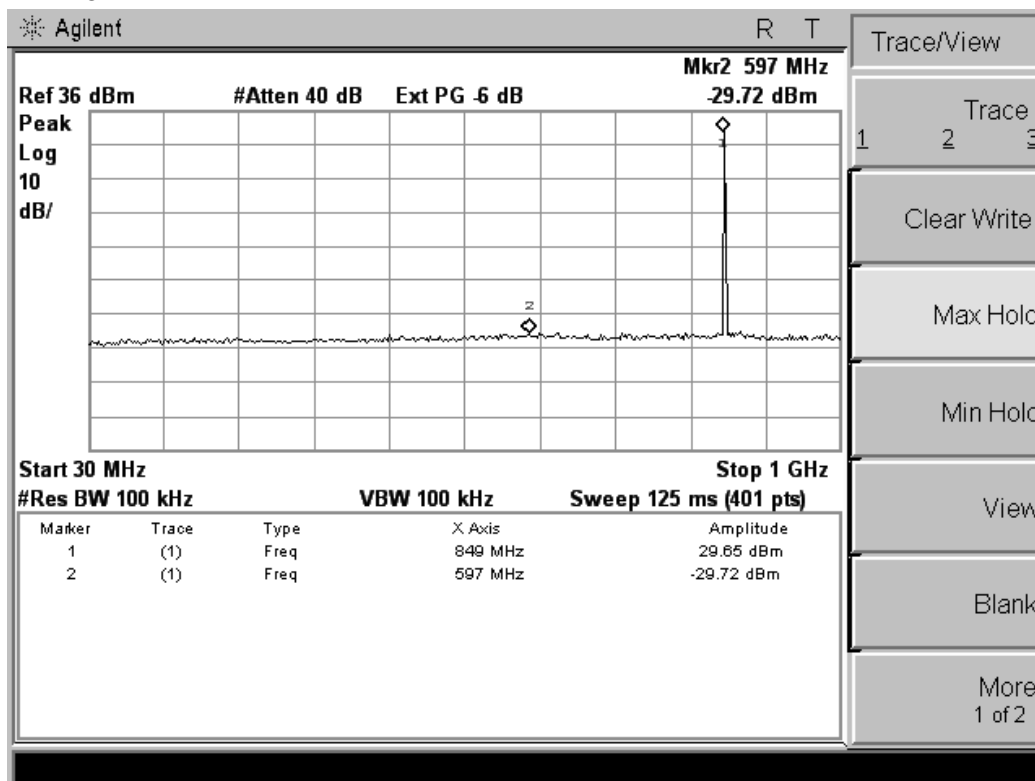 Agilent R T
Mkr2 597 MHz
Ref 36 dBm #Atten 40 dB Ext PG -6 dB -29.72 dBm
Peak
Log
10
dB/
1
2
Start 30 MHz Stop 1 GHz
#Res BW 100 kHz VBW 100 kHz Sweep 125 ms (401 pts)
Marker Trace Type X Axis Amplitude
1 (1) Freq 849 MHz 29.65 dBm
2 (1) Freq 597 MHz -29.72 dBm
Trace/View
Trace
1 2 3
Clear Write
Max Hold
Min Hold
View
Blank
More
1 of 2